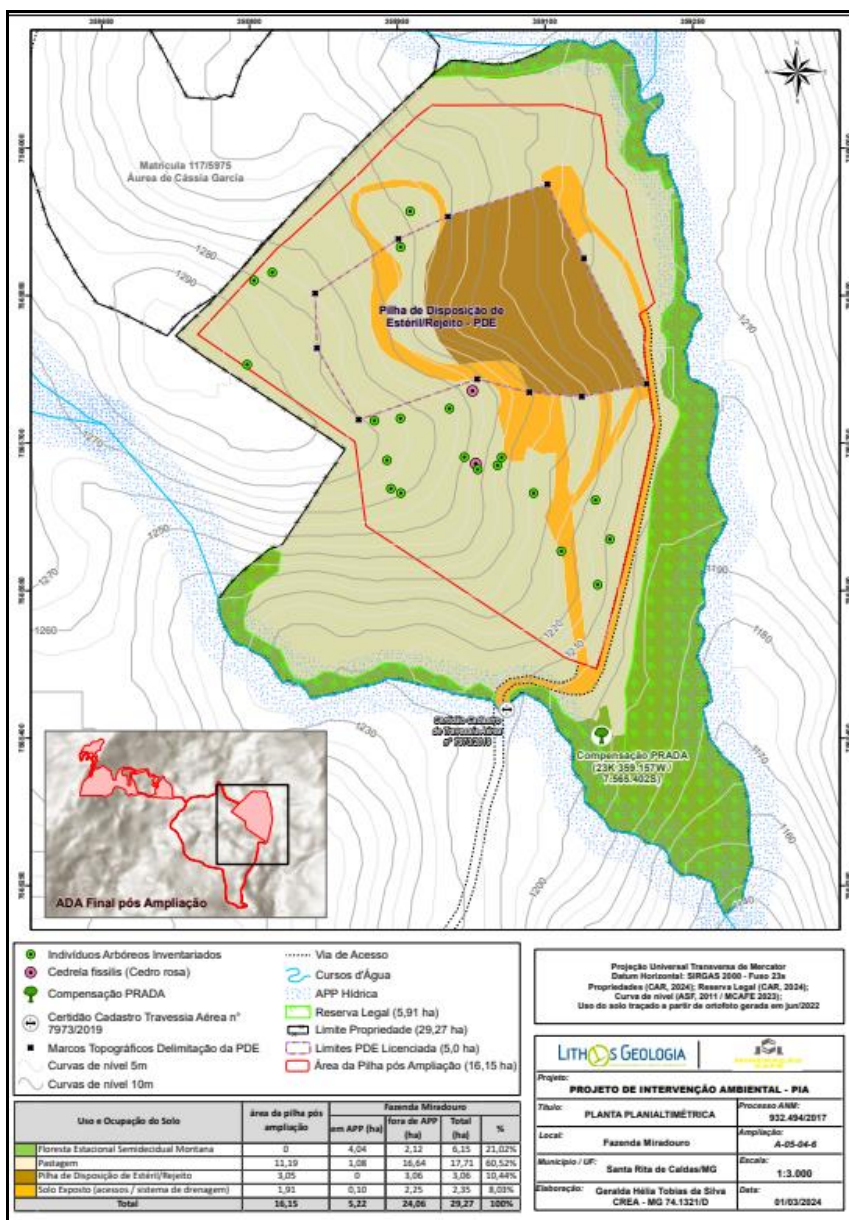 Matrícula 117/5975
Áurea de Cássia Garcia
1280
1290
1210
Pilha de Disposição de
Estéril/Rejeito - PDE
1270
1250
1270
1260
1190
1180
1220
1210
1230
Certidão Cadastro
de Travessia Aérea
nº 7973/2019
Compensação PRADA
(23K 359.157W /
7.565.402S)
1170
1160
1200
ADA Final pós Ampliação
Indivíduos Arbóreos Inventariados
Cedrela fissilis (Cedro rosa)
Compensação PRADA
Certidão Cadastro Travessia Aérea n°
7973/2019
Marcos Topográficos Delimitação da PDE
Curvas de nível 5m
Curvas de nível 10m
Via de Acesso
Cursos d'Água
APP Hídrica
Reserva Legal (5,91 ha)
Limite Propriedade (29,27 ha)
Limites PDE Licenciada (5,0 ha)
Área da Pilha pós Ampliação (16,15 ha)
Projeção Universal Transversa de Mercator
Datum Horizontal: SIRGAS 2000 - Fuso 23s
Propriedades (CAR, 2024); Reserva Legal (CAR, 2024);
Curva de nível (ASF, 2011 / MCAFE 2023);
Uso do solo traçado a partir de ortofoto gerada em jun/2022
LITHOS GEOLOGIA
Projeto:
PROJETO DE INTERVENÇÃO AMBIENTAL - PIA
Título: PLANTA PLANIALTIMÉTRICA
Processo ANM: 932.494/2017
Local: Fazenda Miradouro
Ampliação: A-05-04-6
Município / UF: Santa Rita de Caldas/MG
Escala: 1:3.000
Elaboração: Geralda Hélia Tobias da Silva
CREA - MG 74.1321/D
Data: 01/03/2024
Uso e Ocupação do Solo área da pilha pós ampliação Fazenda Miradouro
em APP (ha) fora de APP (ha) Total (ha) %
Floresta Estacional Semidecidual Montana 0 4,04 2,12 6,15 21,02%
Pastagem 11,19 1,08 16,64 17,71 60,52%
Pilha de Disposição de Estéril/Rejeito 3,05 0 3,06 3,06 10,44%
Solo Exposto (acessos / sistema de drenagem) 1,91 0,10 2,25 2,35 8,03%
Total 16,15 5,22 24,06 29,27 100%